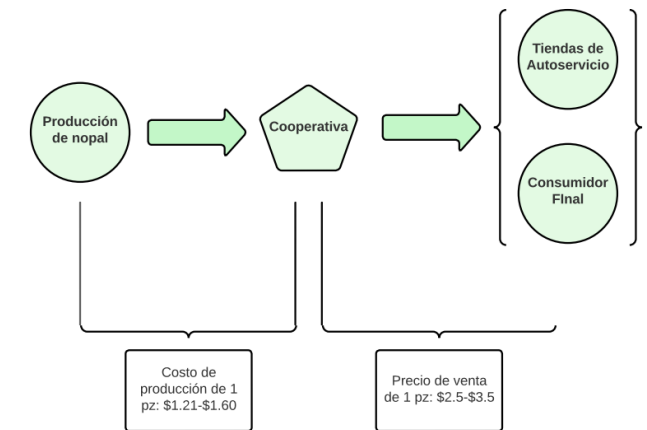 Tiendas de
Autoservicio
Producción
de nopal
Cooperativa
Consumidor
FInal
Costo de
producción de 1
pz: $1.21-$1.60
Precio de venta
de 1 pz: $2.5-$3.5